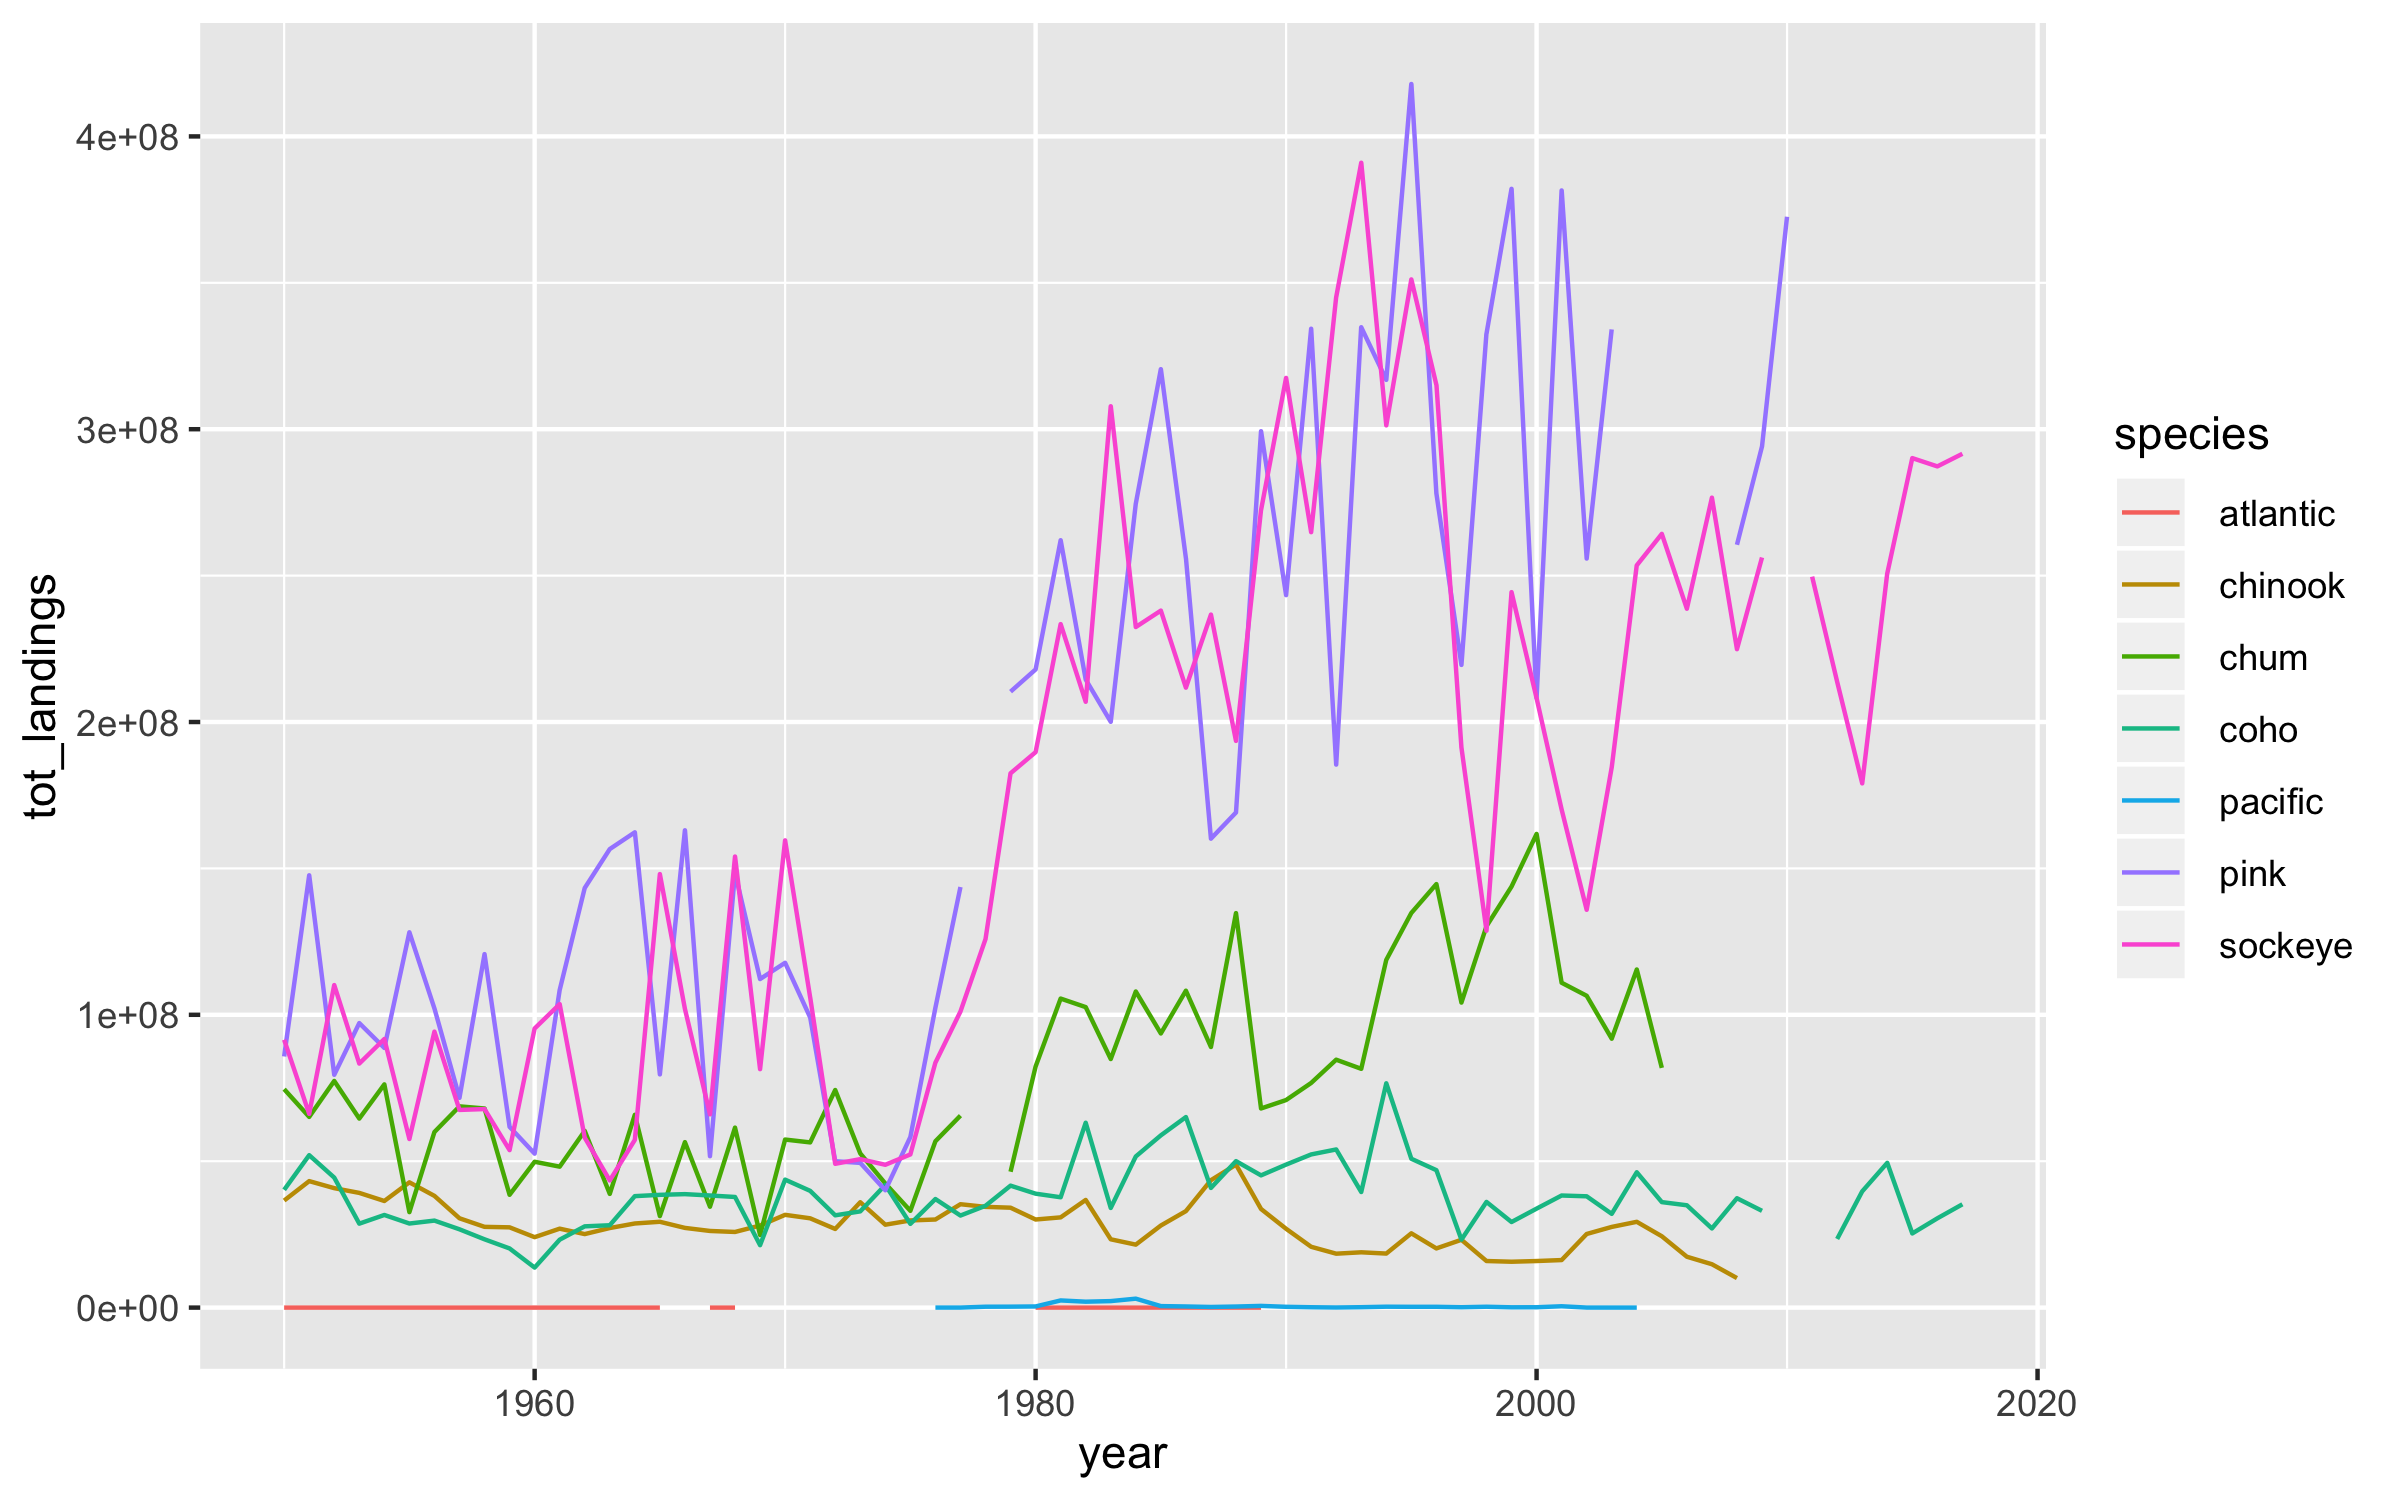 tot_landings
4e+08
3e+08
2e+08
1e+08
0e+00
1960
1980
2000
2020
year
species
atlantic
chinook
chum
coho
pacific
pink
sockeye